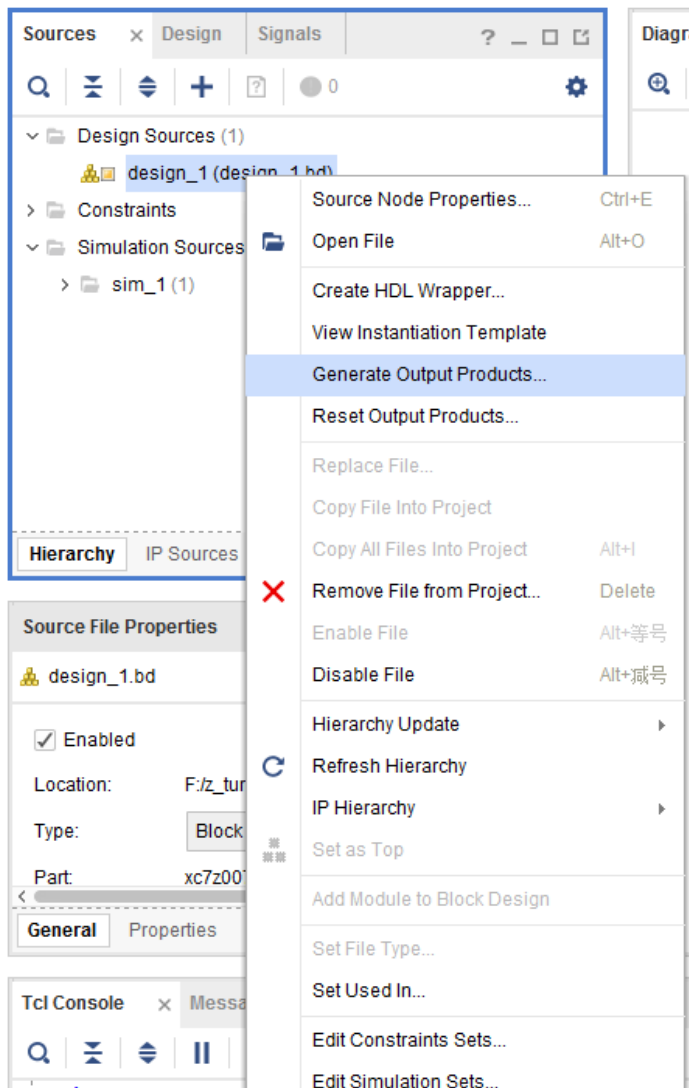 Sources Design Signals
Diagr
0
Design Sources (1)
design_1 (design_1.bd)
Constraints
Simulation Sources
sim_1 (1)
Hierarchy IP Sources
Source Node Properties... Ctrl+E
Open File Alt+O
Create HDL Wrapper...
View Instantiation Template
Generate Output Products...
Reset Output Products...
Replace File...
Copy File Into Project
Copy All Files Into Project Alt+I
Remove File from Project... Delete
Enable File Alt+等号
Disable File Alt+减号
Hierarchy Update
Refresh Hierarchy
IP Hierarchy
Set as Top
Add Module to Block Design
Set File Type...
Set Used In...
Edit Constraints Sets...
Edit Simulation Sets...
Source File Properties
design_1.bd
Enabled
Location: F:/z_tur
Type: Block
Part: xc7z007
General Properties
Tcl Console Messa